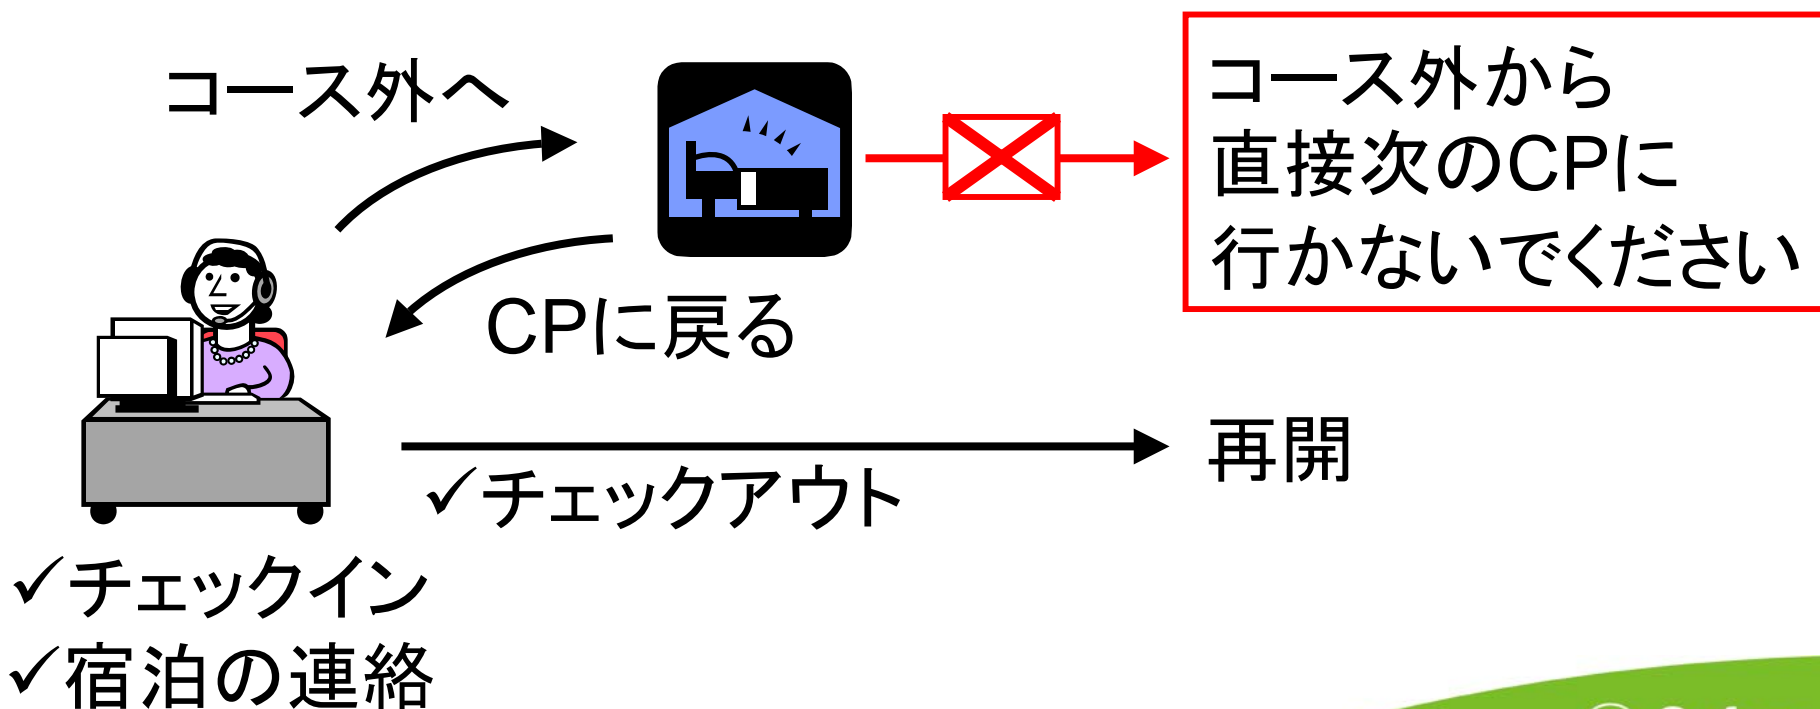 コース外へ
コース外から
直接次のCPに
行かないでください
CPに戻る
再開
✓チェックアウト
✓チェックイン
✓宿泊の連絡